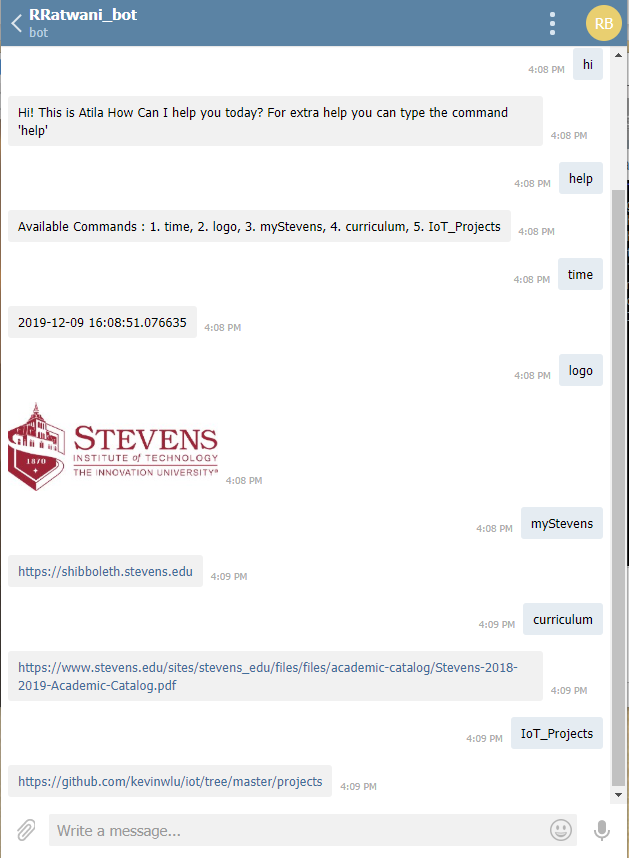 RRatwani_bot
bot
RB
4:08 PM
hi
Hi! This is Atila How Can I help you today? For extra help you can type the command
'help'
4:08 PM
4:08 PM
help
Available Commands : 1. time, 2. logo, 3. myStevens, 4. curriculum, 5. IoT_Projects
4:08 PM
4:08 PM
time
2019-12-09 16:08:51.076635
4:08 PM
4:08 PM
logo
1870
STEVENS
INSTITUTE of TECHNOLOGY
THE INNOVATION UNIVERSITY®
4:08 PM
4:08 PM
myStevens
https://shibboleth.stevens.edu
4:09 PM
4:09 PM
curriculum
https://www.stevens.edu/sites/stevens_edu/files/files/academic-catalog/Stevens-2018-
2019-Academic-Catalog.pdf
4:09 PM
4:09 PM
IoT_Projects
https://github.com/kevinwlu/iot/tree/master/projects
4:09 PM
Write a message...